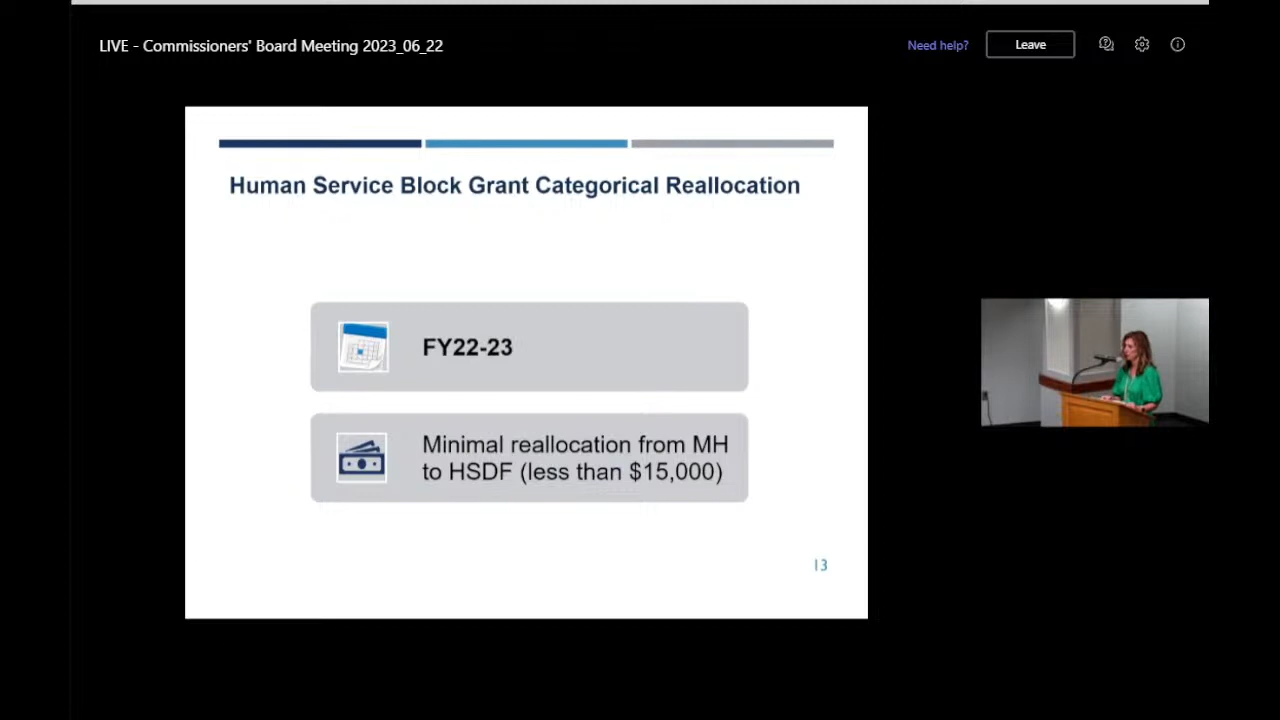 LIVE - Commissioners' Board Meeting 2023_06_22
Need help?
Leave
Human Service Block Grant Categorical Reallocation
FY22-23
Minimal reallocation from MH
to HSDF (less than $15,000)
13